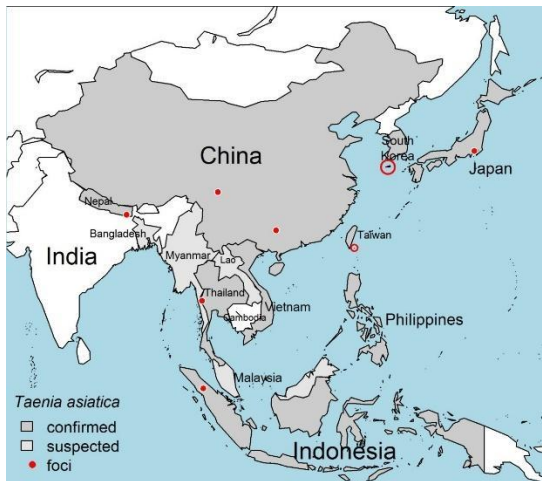 South
Korea
China
Japan
Nepal
Bangladesh
Taiwan
India
Myanmar
Lao
Thailand
Vietnam
Cambodia
Philippines
Malaysia
Taenia asiatica
confirmed
suspected
foci
Indonesia